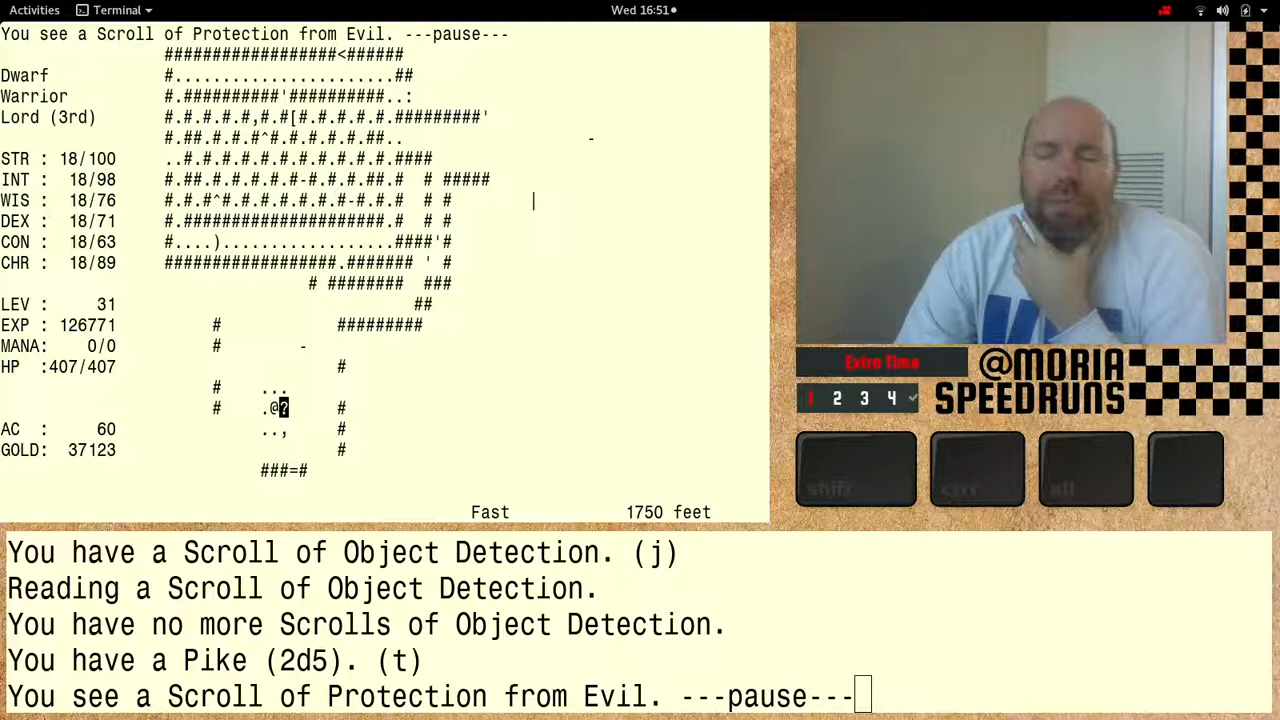 Activities Terminal Wed 16:51
You see a Scroll of Protection from Evil. ---pause---
#################<######
Dwarf #.......................##
Warrior #.##########'##########..:
Lord (3rd) #.#.#.#.#,#.#[#.#.#.#.#.#########'
#.##.#.#.#^#.#.#.#.#.##.. -
STR : 18/100 ..#.#.#.#.#.#.#.#.#.#.####
INT : 18/98 #.##.#.#.#.#.#-#.#.#.##.# # #####
WIS : 18/76 #.#.#^#.#.#.#.#.#-#.#.#.# # # |
DEX : 18/71 #.####################.# # #
CON : 18/63 #....)..................####'#
CHR : 18/89 #################.####### ' #
# ######## ###
LEV : 31 ##
EXP : 126771 # #########
MANA: 0/0 # -
HP :407/407 #
# ...
# .@? #
AC : 60 .., #
GOLD: 37123 #
###=#
Fast 1750 feet
Extro Time
1 2 3 4 ✓
@MORIA
SPEEDRUNS
shift ctrl alt
You have a Scroll of Object Detection. (j)
Reading a Scroll of Object Detection.
You have no more Scrolls of Object Detection.
You have a Pike (2d5). (t)
You see a Scroll of Protection from Evil. ---pause---